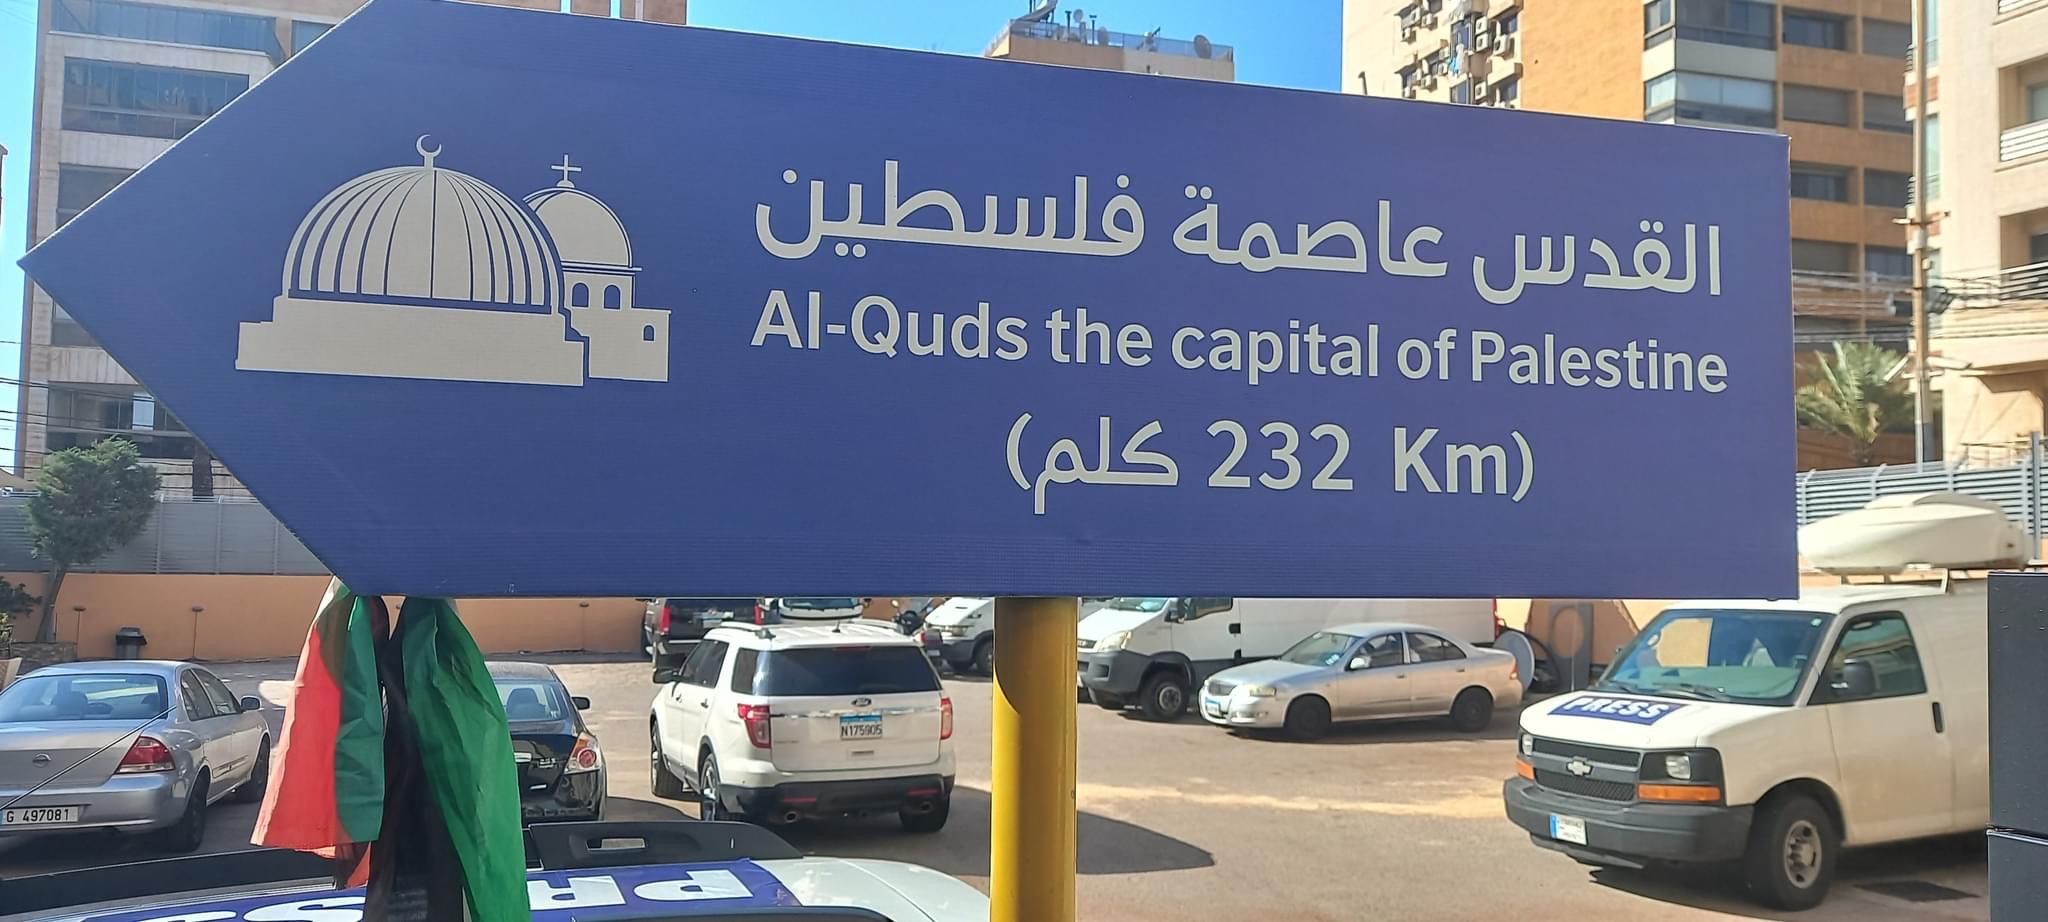 القدس عاصمة فلسطين
Al-Quds the capital of Palestine
(232 Km كلم)
PRESS
N175905
G 497081